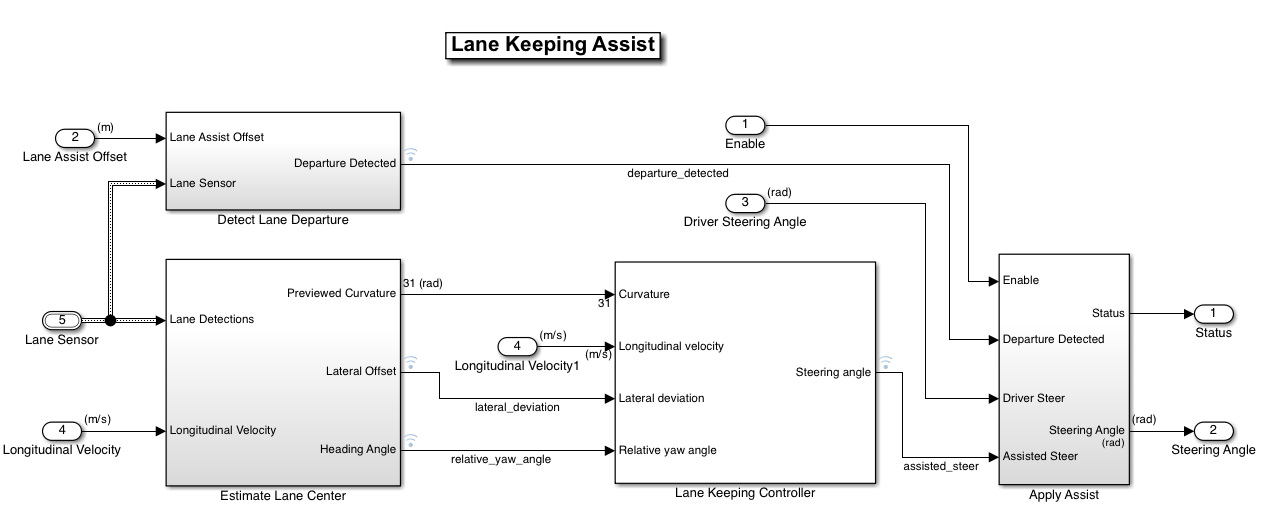 Lane Keeping Assist
2
(m)
Lane Assist Offset
Lane Assist Offset
Lane Sensor
Departure Detected
Detect Lane Departure
departure_detected
1
Enable
3
(rad)
Driver Steering Angle
5
Lane Sensor
4
(m/s)
Longitudinal Velocity
Previewed Curvature
Lane Detections
Lateral Offset
Longitudinal Velocity
Heading Angle
Estimate Lane Center
31 (rad)
31
4
(m/s)
(m/s)
Longitudinal Velocity1
lateral_deviation
relative_yaw_angle
Curvature
Longitudinal velocity
Steering angle
Lateral deviation
Relative yaw angle
Lane Keeping Controller
assisted_steer
Enable
Status
Departure Detected
Driver Steer
Steering Angle
(rad)
Assisted Steer
Apply Assist
1
Status
(rad)
2
Steering Angle